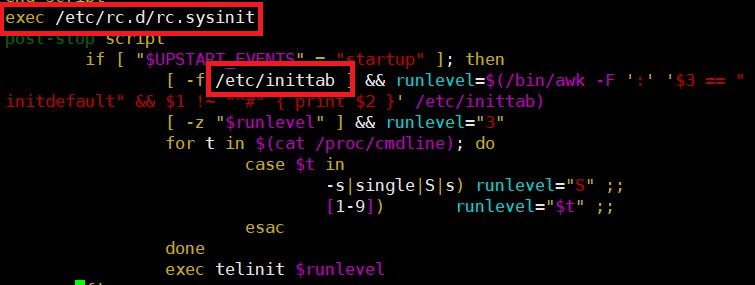 exec /etc/rc.d/rc.sysinit
post-stop script
if [ "$UPSTART_EVENTS" = "startup" ]; then
[ -f /etc/inittab ] && runlevel=$(/bin/awk -F ':' '$3 == "
initdefault" && $1 !~ "^#" { print $2 }' /etc/inittab)
[ -z "$runlevel" ] && runlevel="3"
for t in $(cat /proc/cmdline); do
case $t in
-s|single|S|s) runlevel="S" ;;
[1-9]) runlevel="$t" ;;
esac
done
exec telinit $runlevel